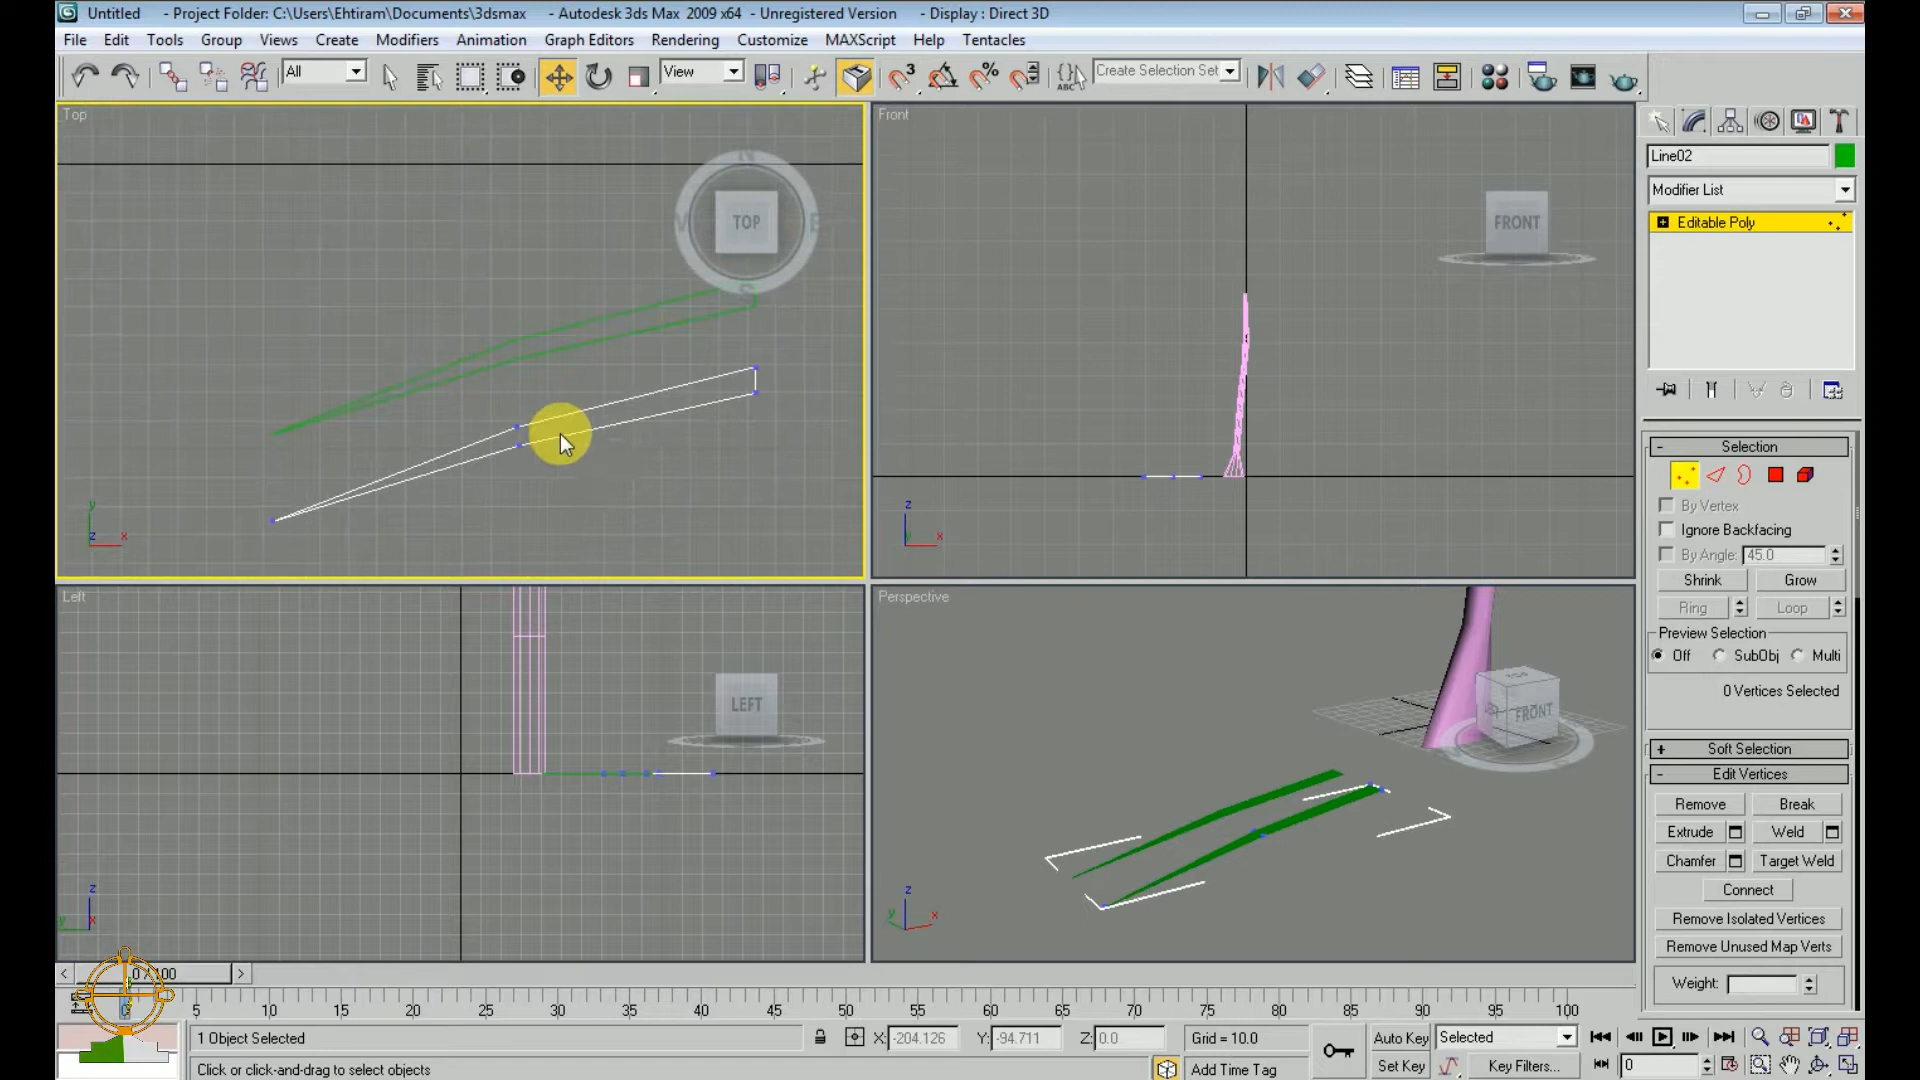 Untitled - Project Folder: C:\Users\Ehtiram\Documents\3dsmax - Autodesk 3ds Max 2009 x64 - Unregistered Version - Display : Direct 3D
File Edit Tools Group Views Create Modifiers Animation Graph Editors Rendering Customize MAXScript Help Tentacles
All View 3 % ABC Create Selection Set
Top
TOP
N
E
S
y
z x
Front
FRONT
z
x
Line02
Modifier List
Editable Poly
Selection
By Vertex
Ignore Backfacing
By Angle: 45.0
Shrink Grow
Ring Loop
Preview Selection
Off SubObj Multi
0 Vertices Selected
Soft Selection
Edit Vertices
Remove Break
Extrude Weld
Chamfer Target Weld
Connect
Remove Isolated Vertices
Remove Unused Map Verts
Weight:
Left
LEFT
z
y x
Perspective
FRONT
z
y x
0 / 100
0 5 10 15 20 25 30 35 40 45 50 55 60 65 70 75 80 85 90 95 100
1 Object Selected X: -204.126 Y: -94.711 Z: 0.0 Grid = 10.0 Auto Key Selected
Click or click-and-drag to select objects Add Time Tag Set Key Key Filters... 0